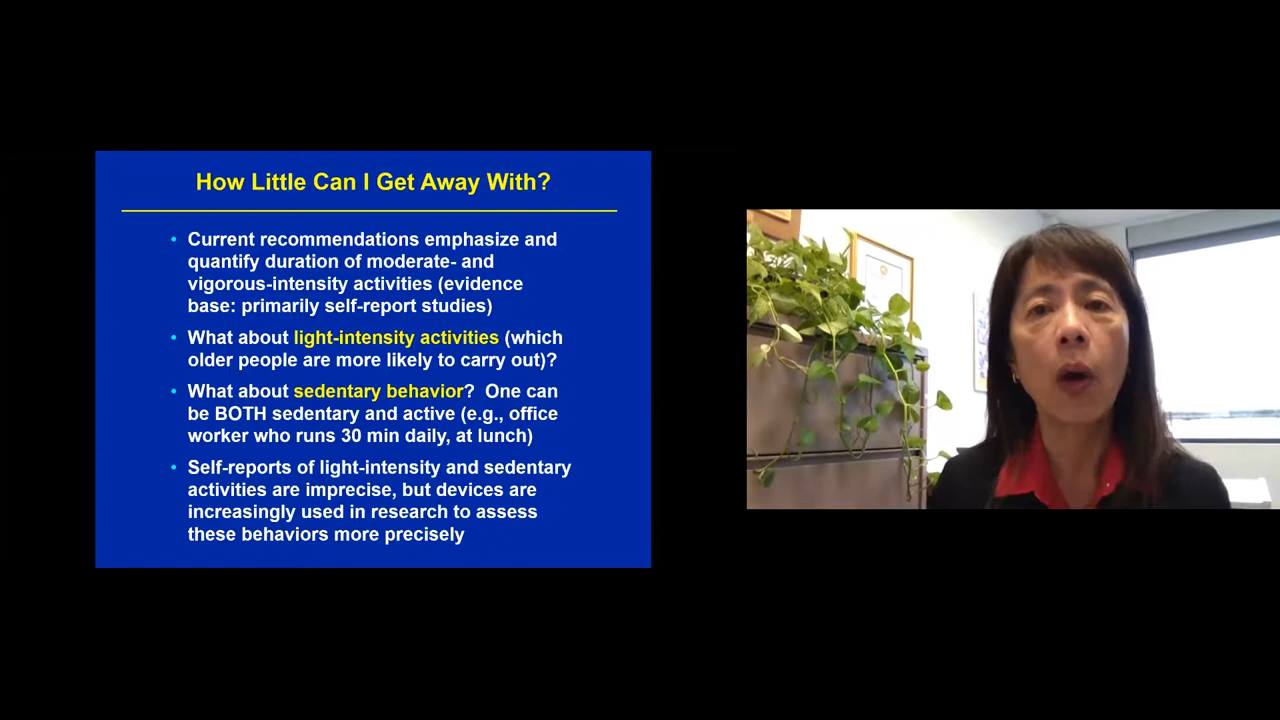 How Little Can I Get Away With?
• Current recommendations emphasize and
quantify duration of moderate- and
vigorous-intensity activities (evidence
base: primarily self-report studies)
• What about light-intensity activities (which
older people are more likely to carry out)?
• What about sedentary behavior? One can
be BOTH sedentary and active (e.g., office
worker who runs 30 min daily, at lunch)
• Self-reports of light-intensity and sedentary
activities are imprecise, but devices are
increasingly used in research to assess
these behaviors more precisely